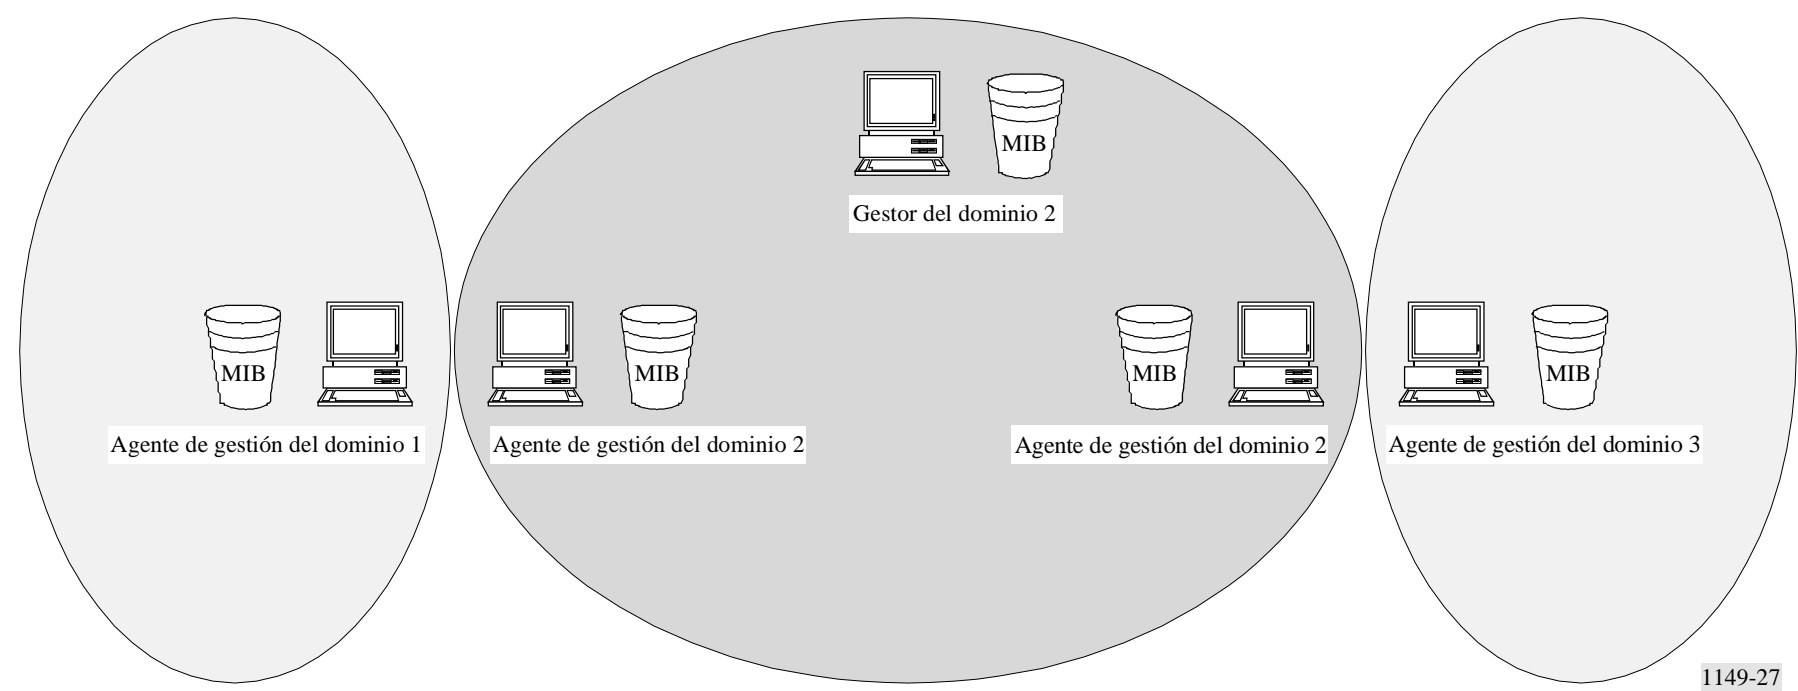 MIB
Gestor del dominio 2
MIB
MIB
MIB
MIB
Agente de gestión del dominio 1
Agente de gestión del dominio 2
Agente de gestión del dominio 2
Agente de gestión del dominio 3
1149-27